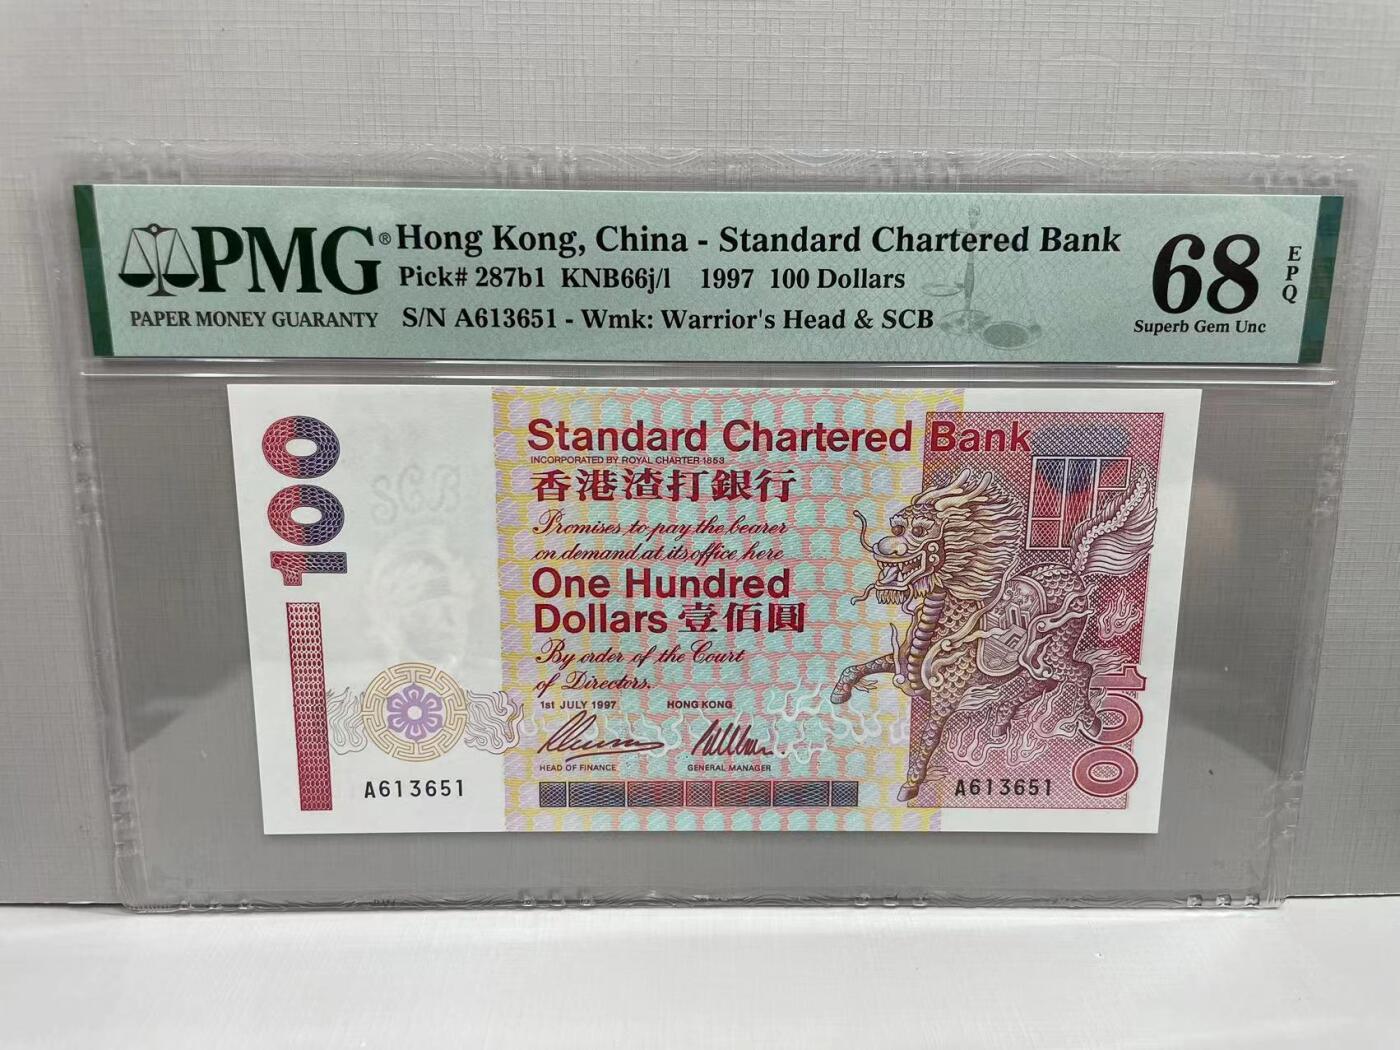 PMG®
PAPER MONEY GUARANTY
Hong Kong, China - Standard Chartered Bank
Pick# 287b1 KNB66j/l 1997 100 Dollars
S/N A613651 - Wmk: Warrior's Head & SCB
68
EPQ
Superb Gem Unc
100
SCB
Standard Chartered Bank
INCORPORATED BY ROYAL CHARTER 1853
香港渣打銀行
Promises to pay the bearer
on demand at its office here
One Hundred
Dollars 壹佰圓
By order of the Court
of Directors.
1st JULY 1997 HONG KONG
HEAD OF FINANCE GENERAL MANAGER
A613651
A613651
100